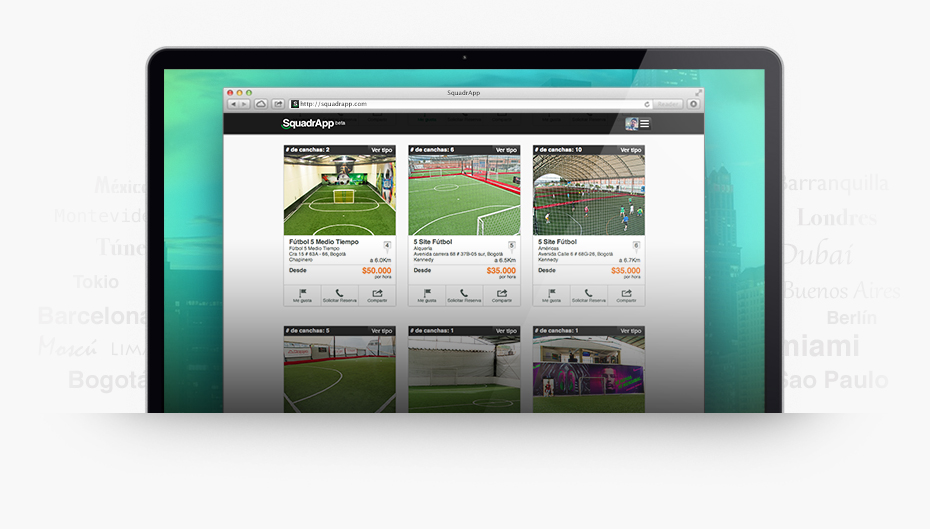 SquadrApp
http://squadrapp.com
Reader
SquadrApp beta
# de canchas: 2 Ver tipo
# de canchas: 6 Ver tipo
# de canchas: 10 Ver tipo
Fútbol 5 Medio Tiempo 4
Fútbol 5 Medio Tiempo
Cra 15 # 83A - 66, Bogotá
Chapinero a 6.0Km
Desde $50.000
por hora
Me gusta Solicitar Reserva Compartir
5 Site Fútbol 5
Alquería
Avenida carrera 68 # 37B-05 sur, Bogotá
Kennedy a 6.5Km
Desde $35.000
por hora
Me gusta Solicitar Reserva Compartir
5 Site Fútbol 6
Américas
Avenida Calle 6 # 68G-26, Bogotá
Kennedy a 6.7Km
Desde $35.000
por hora
Me gusta Solicitar Reserva Compartir
# de canchas: 5 Ver tipo
# de canchas: 1 Ver tipo
# de canchas: 1 Ver tipo
México
Montevide
Túne
Tokio
Barcelona
Moscú LIM
Bogotá
Barranquilla
Londres
Dubaí
Buenos Aires
Berlín
miami
Sao Paulo